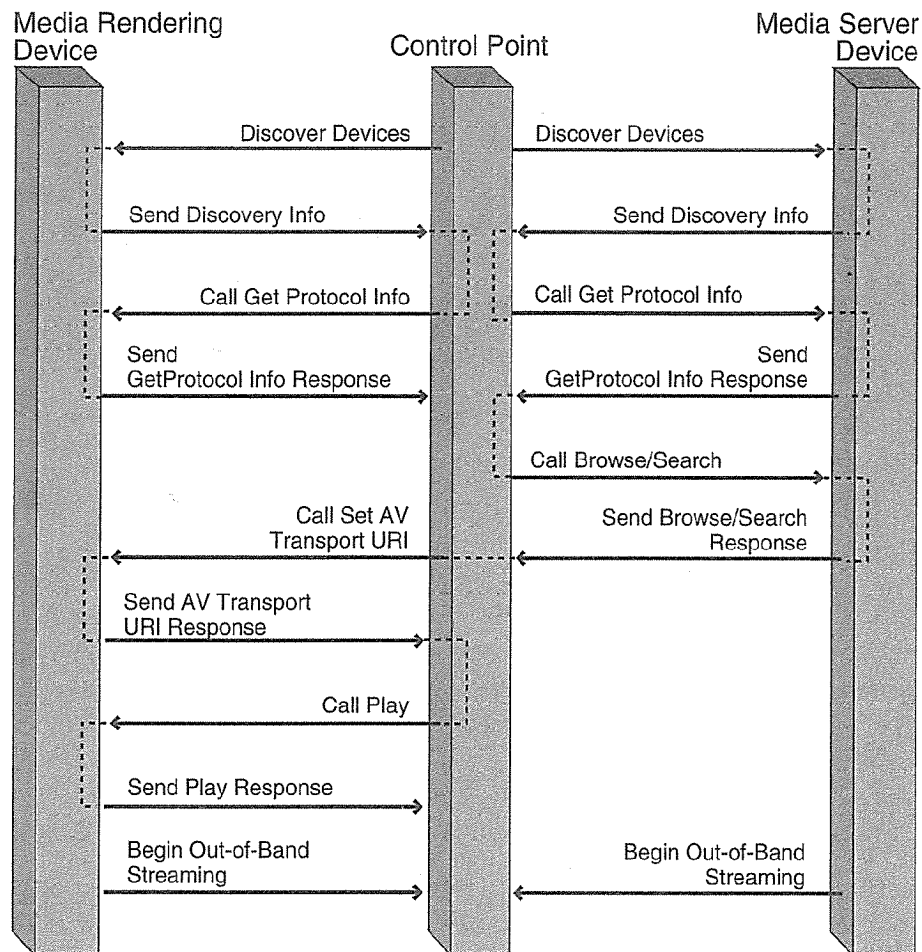 Media Rendering
Device
Control Point
Media Server
Device
Discover Devices
Discover Devices
Send Discovery Info
Send Discovery Info
Call Get Protocol Info
Call Get Protocol Info
Send
GetProtocol Info Response
Send
GetProtocol Info Response
Call Browse/Search
Call Set AV
Transport URI
Send Browse/Search
Response
Send AV Transport
URI Response
Call Play
Send Play Response
Begin Out-of-Band
Streaming
Begin Out-of-Band
Streaming